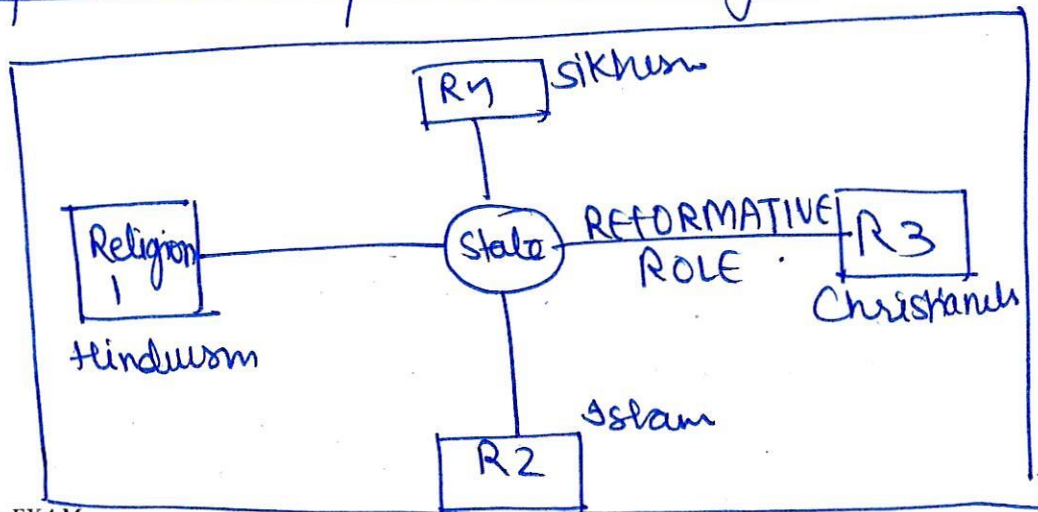 R4 Sikhism
Religion
1
Hinduism
State
REFORMATIVE
ROLE
R3
Christianity
Islam
R2
EXAM